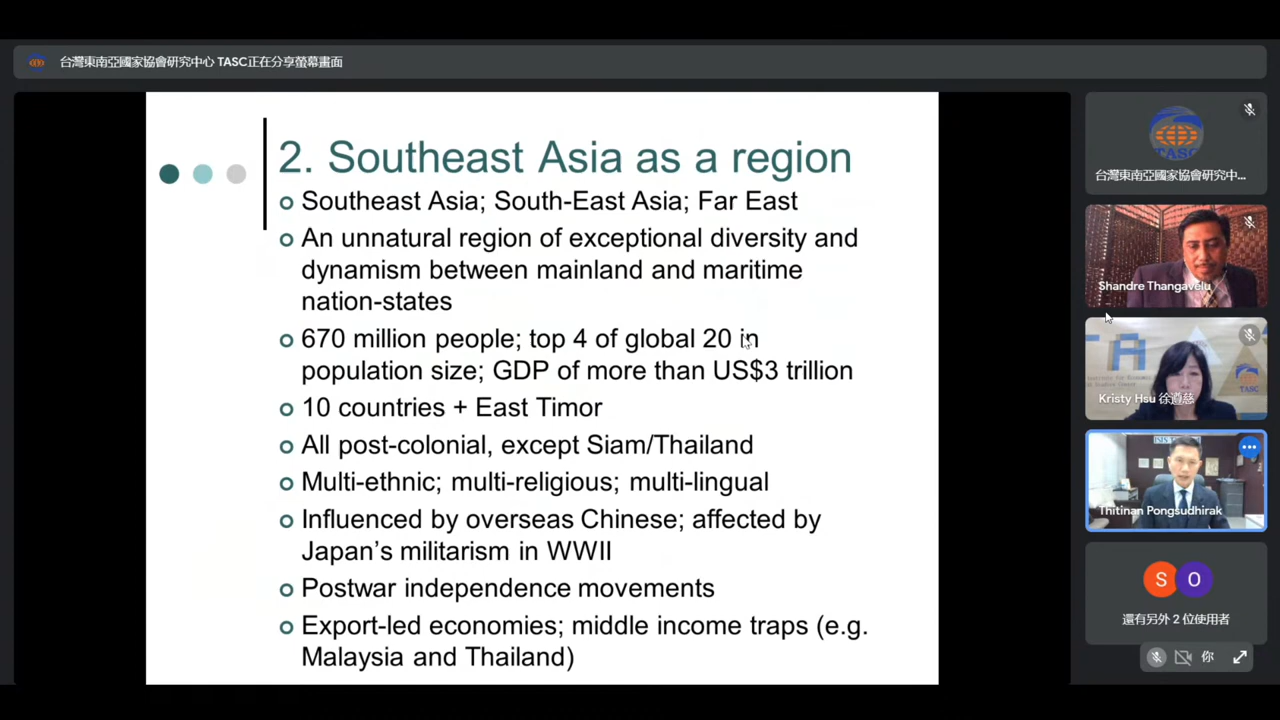 台灣東南亞國家協會研究中心 TASC正在分享螢幕畫面
2. Southeast Asia as a region
Southeast Asia; South-East Asia; Far East
An unnatural region of exceptional diversity and
dynamism between mainland and maritime
nation-states
670 million people; top 4 of global 20 in
population size; GDP of more than US$3 trillion
10 countries + East Timor
All post-colonial, except Siam/Thailand
Multi-ethnic; multi-religious; multi-lingual
Influenced by overseas Chinese; affected by
Japan's militarism in WWII
Postwar independence movements
Export-led economies; middle income traps (e.g.
Malaysia and Thailand)
TASC
台灣東南亞國家協會研究中...
Shandre Thangavelu
TA
TASC
Kristy Hsu 徐遵慈
Thitinan Pongsudhirak
S
O
還有另外 2 位使用者
你